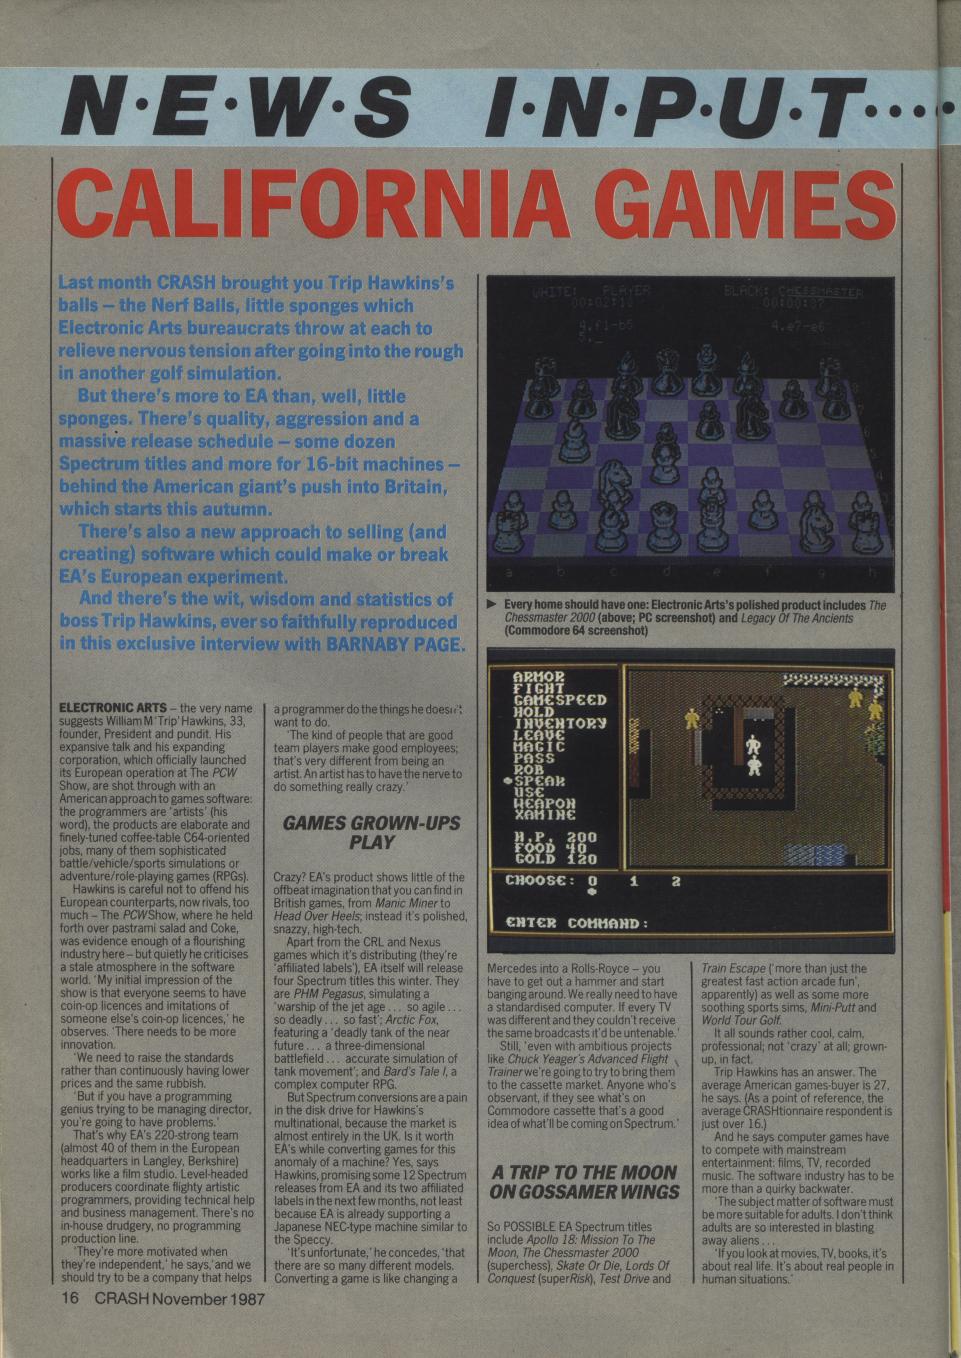 N·E·W·S I·N·P·U·T····
CALIFORNIA GAMES
Last month CRASH brought you Trip Hawkins's
balls – the Nerf Balls, little sponges which
Electronic Arts bureaucrats throw at each to
relieve nervous tension after going into the rough
in another golf simulation.
But there's more to EA than, well, little
sponges. There's quality, aggression and a
massive release schedule – some dozen
Spectrum titles and more for 16-bit machines –
behind the American giant's push into Britain,
which starts this autumn.
There's also a new approach to selling (and
creating) software which could make or break
EA's European experiment.
And there's the wit, wisdom and statistics of
boss Trip Hawkins, ever so faithfully reproduced
in this exclusive interview with BARNABY PAGE.
ELECTRONIC ARTS – the very name
suggests William M 'Trip' Hawkins, 33,
founder, President and pundit. His
expansive talk and his expanding
corporation, which officially launched
its European operation at The PCW
Show, are shot through with an
American approach to games software:
the programmers are 'artists' (his
word), the products are elaborate and
finely-tuned coffee-table C64-oriented
jobs, many of them sophisticated
battle/vehicle/sports simulations or
adventure/role-playing games (RPGs).
Hawkins is careful not to offend his
European counterparts, now rivals, too
much – The PCW Show, where he held
forth over pastrami salad and Coke,
was evidence enough of a flourishing
industry here – but quietly he criticises
a stale atmosphere in the software
world. 'My initial impression of the
show is that everyone seems to have
coin-op licences and imitations of
someone else's coin-op licences,' he
observes. 'There needs to be more
innovation.
'We need to raise the standards
rather than continuously having lower
prices and the same rubbish.
'But if you have a programming
genius trying to be managing director,
you're going to have problems.'
That's why EA's 220-strong team
(almost 40 of them in the European
headquarters in Langley, Berkshire)
works like a film studio. Level-headed
producers coordinate flighty artistic
programmers, providing technical help
and business management. There's no
in-house drudgery, no programming
production line.
'They're more motivated when
they're independent,' he says, 'and we
should try to be a company that helps
a programmer do the things he doesn't
want to do.
'The kind of people that are good
team players make good employees;
that's very different from being an
artist. An artist has to have the nerve to
do something really crazy.'
GAMES GROWN-UPS
PLAY
Crazy? EA's product shows little of the
offbeat imagination that you can find in
British games, from Manic Miner to
Head Over Heels; instead it's polished,
snazzy, high-tech.
Apart from the CRL and Nexus
games which it's distributing (they're
'affiliated labels'), EA itself will release
four Spectrum titles this winter. They
are PHM Pegasus, simulating a
'warship of the jet age . . . so agile . . .
so deadly . . . so fast'; Arctic Fox,
featuring a 'deadly tank of the near
future . . . a three-dimensional
battlefield . . . accurate simulation of
tank movement'; and Bard's Tale I, a
complex computer RPG.
But Spectrum conversions are a pain
in the disk drive for Hawkins's
multinational, because the market is
almost entirely in the UK. Is it worth
EA's while converting games for this
anomaly of a machine? Yes, says
Hawkins, promising some 12 Spectrum
releases from EA and its two affiliated
labels in the next few months, not least
because EA is already supporting a
Japanese NEC-type machine similar to
the Speccy.
'It's unfortunate,' he concedes, 'that
there are so many different models.
Converting a game is like changing a
WHITE: PLAYER BLACK: CHESSMASTER
00:02:11 00:00:37
4.f1-b5 4.e7-e6
5._
a b c d e f g h
► Every home should have one: Electronic Arts's polished product includes The
Chessmaster 2000 (above; PC screenshot) and Legacy Of The Ancients
(Commodore 64 screenshot)
ARMOR
FIGHT
GAMESPEED
HOLD
INVENTORY
LEAVE
MAGIC
PASS
ROB
SPEAK
USE
WEAPON
XAMINE
H.P. 200
FOOD 40
GOLD 120
CHOOSE: 0 1 2
ENTER COMMAND:
Mercedes into a Rolls-Royce – you
have to get out a hammer and start
banging around. We really need to have
a standardised computer. If every TV
was different and they couldn't receive
the same broadcasts it'd be untenable.'
Still, 'even with ambitious projects
like Chuck Yeager's Advanced Flight
Trainer we're going to try to bring them
to the cassette market. Anyone who's
observant, if they see what's on
Commodore cassette that's a good
idea of what'll be coming on Spectrum.'
A TRIP TO THE MOON
ON GOSSAMER WINGS
So POSSIBLE EA Spectrum titles
include Apollo 18: Mission To The
Moon, The Chessmaster 2000
(superchess), Skate Or Die, Lords Of
Conquest (superRisk), Test Drive and
Train Escape ('more than just the
greatest fast action arcade fun',
apparently) as well as some more
soothing sports sims, Mini-Putt and
World Tour Golf.
It all sounds rather cool, calm,
professional; not 'crazy' at all; grown-
up, in fact.
Trip Hawkins has an answer. The
average American games-buyer is 27,
he says. (As a point of reference, the
average CRASHtionnaire respondent is
just over 16.)
And he says computer games have
to compete with mainstream
entertainment: films, TV, recorded
music. The software industry has to be
more than a quirky backwater.
'The subject matter of software must
be more suitable for adults. I don't think
adults are so interested in blasting
away aliens . . .
'If you look at movies, TV, books, it's
about real life. It's about real people in
human situations.'
16 CRASH November 1987